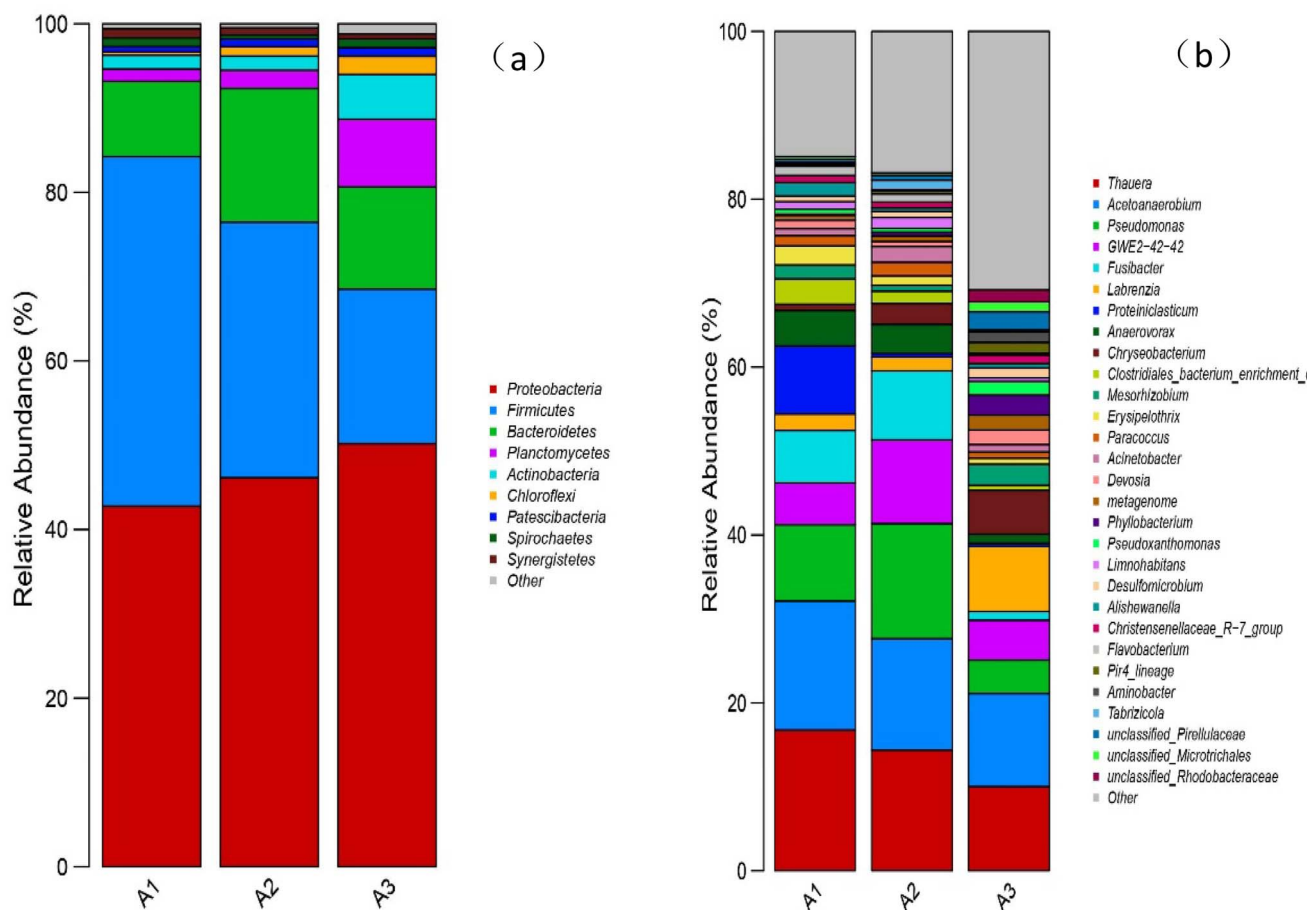 (a)
Relative Abundance (%)
100
80
60
40
20
0
A1
A2
A3
Proteobacteria
Firmicutes
Bacteroidetes
Planctomycetes
Actinobacteria
Chloroflexi
Patescibacteria
Spirochaetes
Synergistetes
Other
(b)
Relative Abundance (%)
100
80
60
40
20
0
A1
A2
A3
Thauera
Acetoanaerobium
Pseudomonas
GWE2-42-42
Fusibacter
Labrenzia
Proteiniclasticum
Anaerovorax
Chryseobacterium
Clostridiales_bacterium_enrichment_
Mesorhizobium
Erysipelothrix
Paracoccus
Acinetobacter
Devosia
metagenome
Phyllobacterium
Pseudoxanthomonas
Limnohabitans
Desulfomicrobium
Alishewanella
Christensenellaceae_R-7_group
Flavobacterium
Pir4_lineage
Aminobacter
Tabrizicola
unclassified_Pirellulaceae
unclassified_Microtrichales
unclassified_Rhodobacteraceae
Other